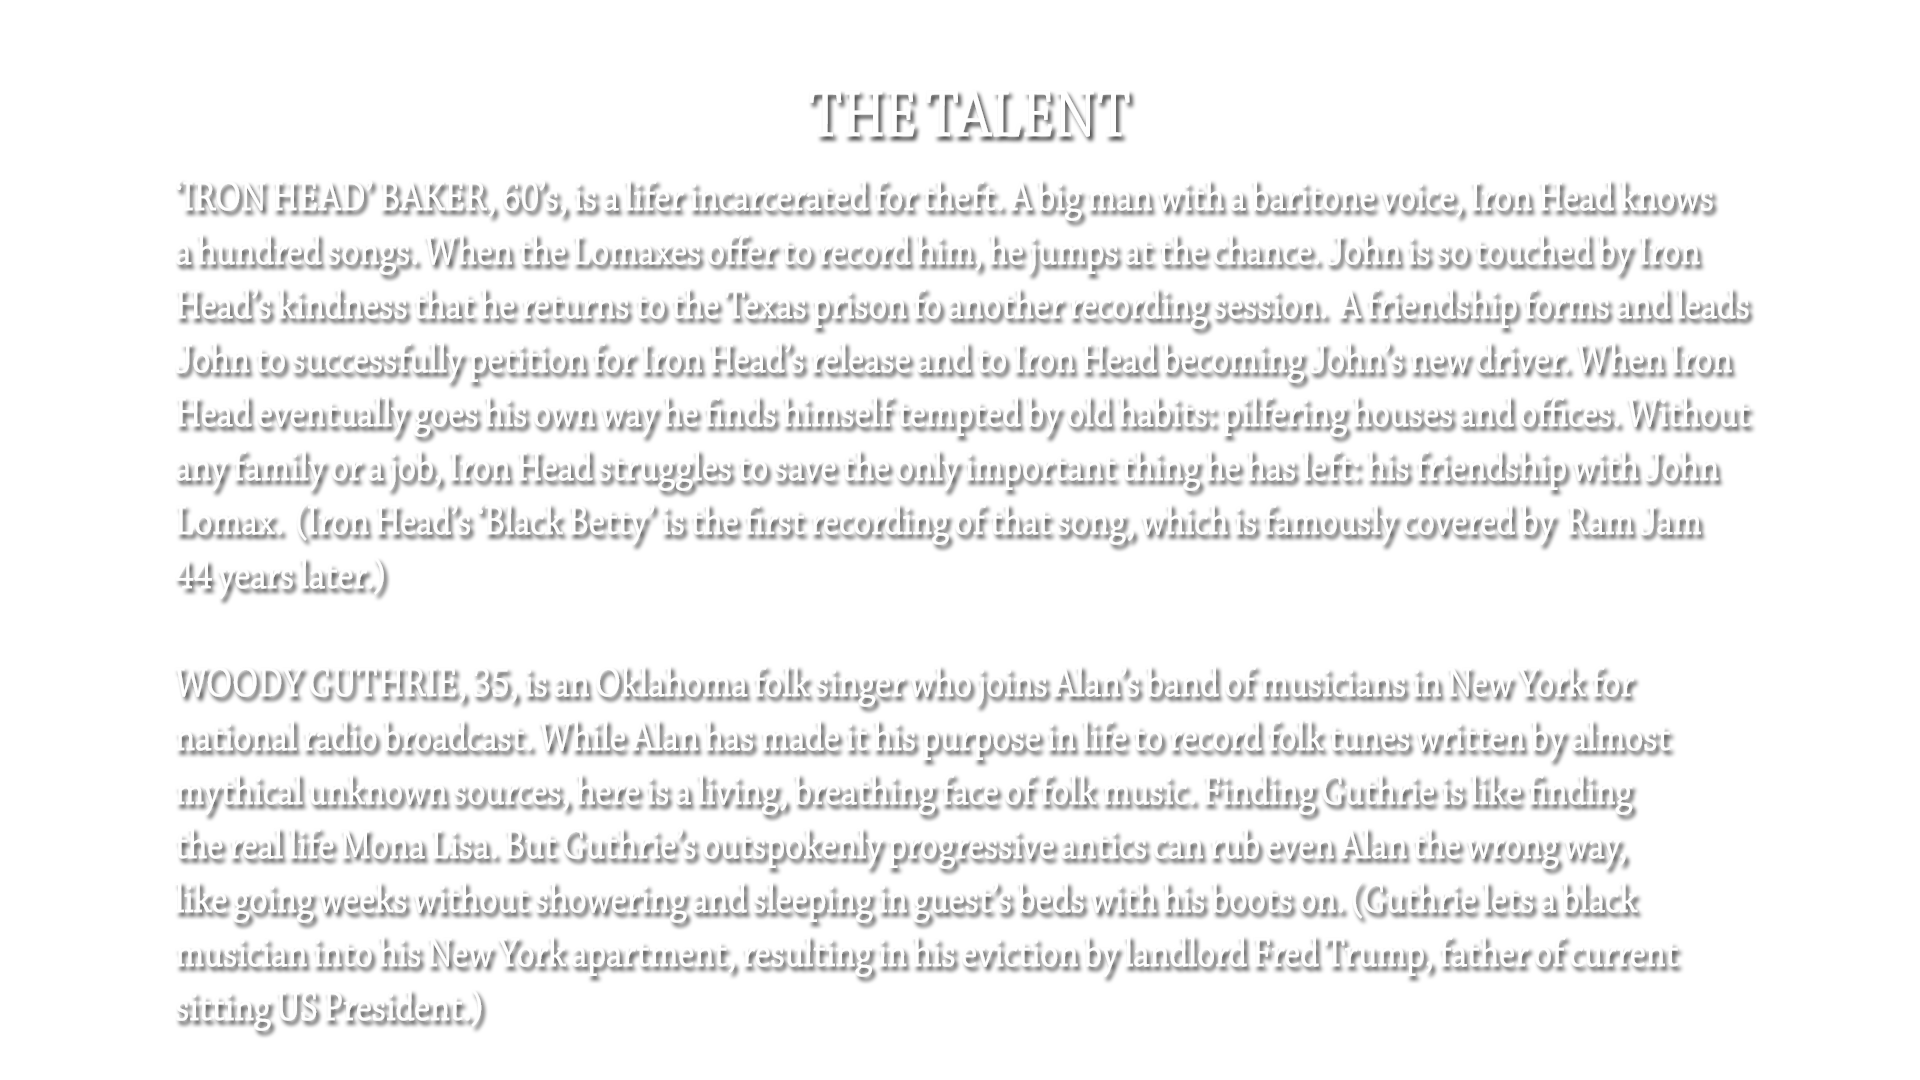 THE TALENT
‘IRON HEAD’ BAKER, 60’s, is a lifer incarcerated for theft. A big man with a baritone voice, Iron Head knows
a hundred songs. When the Lomaxes offer to record him, he jumps at the chance. John is so touched by Iron
Head’s kindness that he returns to the Texas prison fo another recording session.  A friendship forms and leads
John to successfully petition for Iron Head’s release and to Iron Head becoming John’s new driver. When Iron
Head eventually goes his own way he finds himself tempted by old habits: pilfering houses and offices. Without
any family or a job, Iron Head struggles to save the only important thing he has left: his friendship with John
Lomax.  (Iron Head’s ‘Black Betty’ is the first recording of that song, which is famously covered by  Ram Jam
44 years later.)
WOODY GUTHRIE, 35, is an Oklahoma folk singer who joins Alan’s band of musicians in New York for
national radio broadcast. While Alan has made it his purpose in life to record folk tunes written by almost
mythical unknown sources, here is a living, breathing face of folk music. Finding Guthrie is like finding
the real life Mona Lisa. But Guthrie’s outspokenly progressive antics can rub even Alan the wrong way,
like going weeks without showering and sleeping in guest’s beds with his boots on. (Guthrie lets a black
musician into his New York apartment, resulting in his eviction by landlord Fred Trump, father of current
sitting US President.)